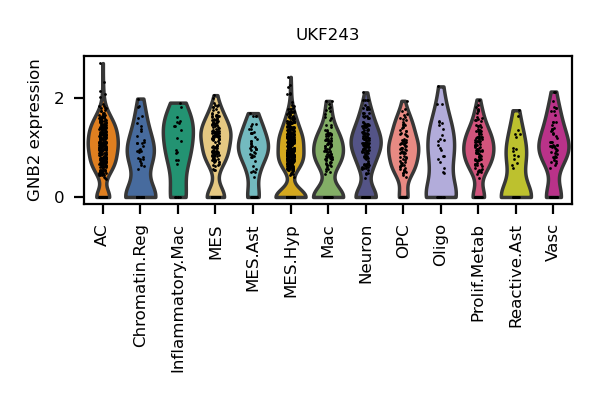 UKF243
GNB2 expression
2
0
AC
Chromatin.Reg
Inflammatory.Mac
MES
MES.Ast
MES.Hyp
Mac
Neuron
OPC
Oligo
Prolif.Metab
Reactive.Ast
Vasc